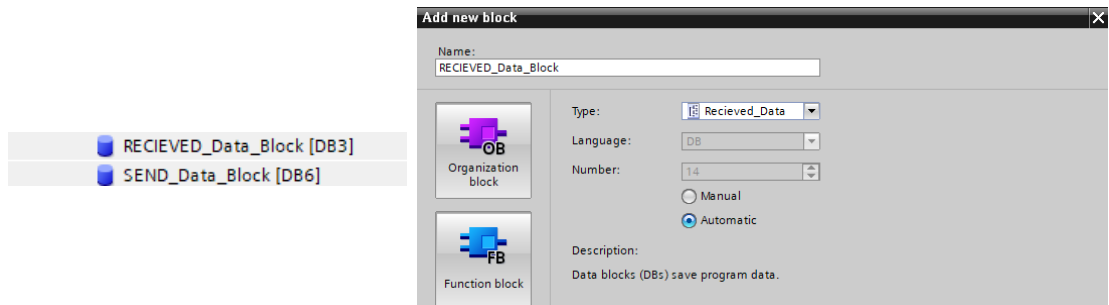 RECIEVED_Data_Block [DB3]
SEND_Data_Block [DB6]
Add new block
Name:
RECIEVED_Data_Block
OB
Organization
block
FB
Function block
Type:
Recieved_Data
Language:
DB
Number:
14
Manual
Automatic
Description:
Data blocks (DBs) save program data.